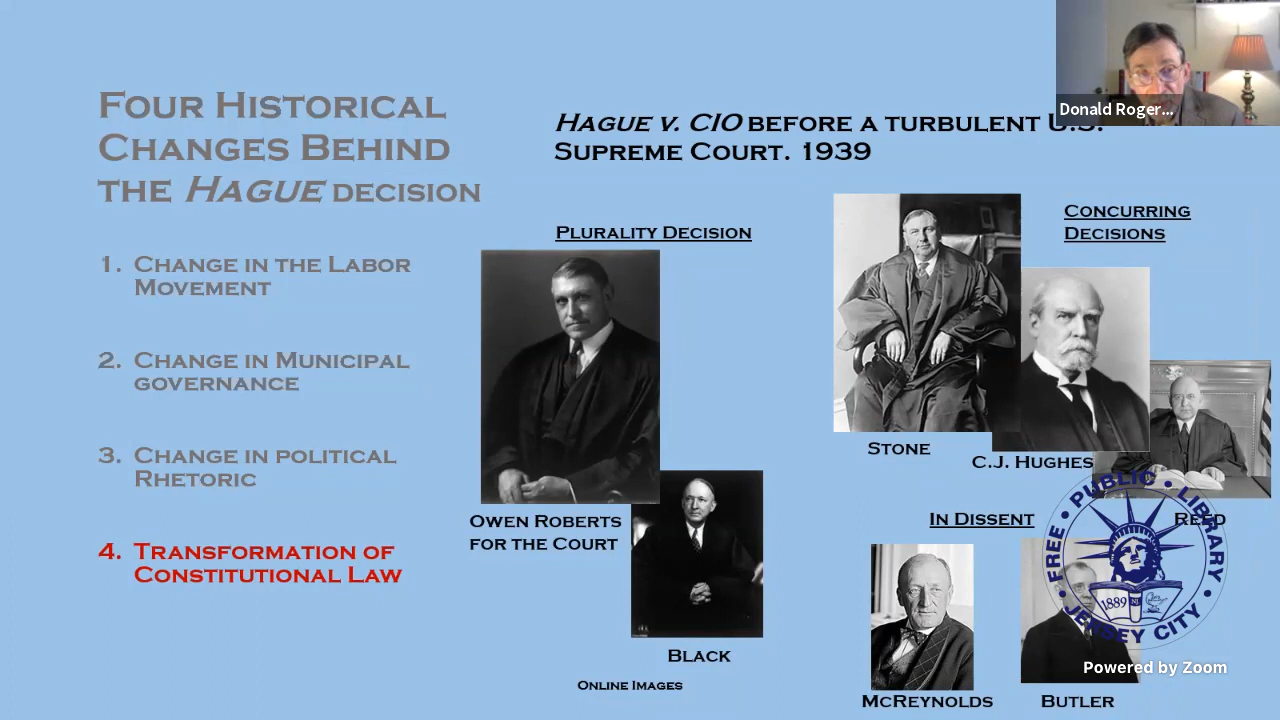 Four Historical
Changes Behind
the Hague decision
1. Change in the Labor
Movement
2. Change in Municipal
governance
3. Change in political
Rhetoric
4. Transformation of
Constitutional Law
Hague v. CIO before a turbulent U.S.
Supreme Court. 1939
Plurality Decision
Owen Roberts
for the Court
Black
Online Images
Concurring
Decisions
Stone
C.J. Hughes
Reed
In Dissent
McReynolds
Butler
Donald Roger...
FREE • PUBLIC • LIBRARY
JERSEY CITY
1889
Powered by Zoom